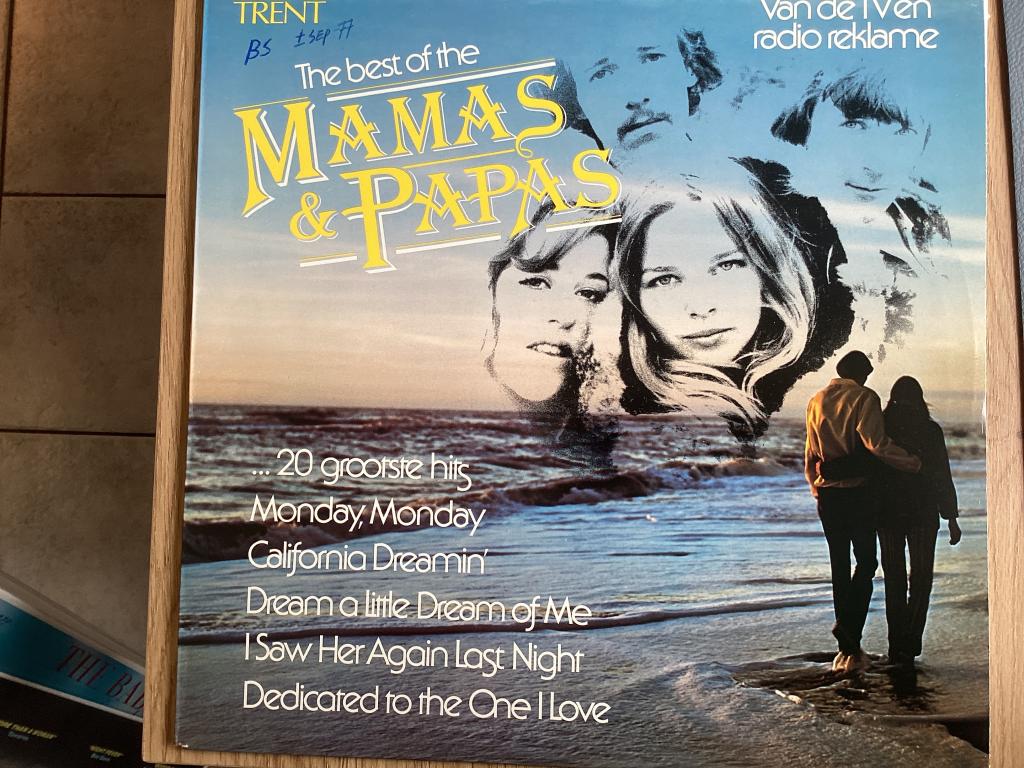 TRENT
Van de TV en
radio reklame
BS ± SEP 77
The best of the
MAMAS
& PAPAS
... 20 grootste hits
Monday, Monday
California Dreamin'
Dream a little Dream of Me
I Saw Her Again Last Night
Dedicated to the One I Love
THE BA